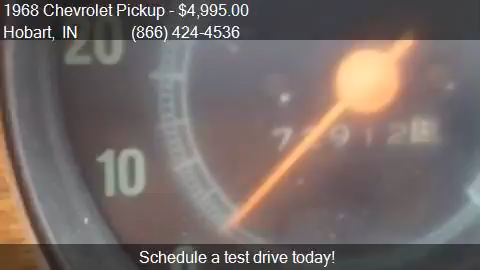 1968 Chevrolet Pickup - $4,995.00
Hobart, IN (866) 424-4536
20
10
Schedule a test drive today!